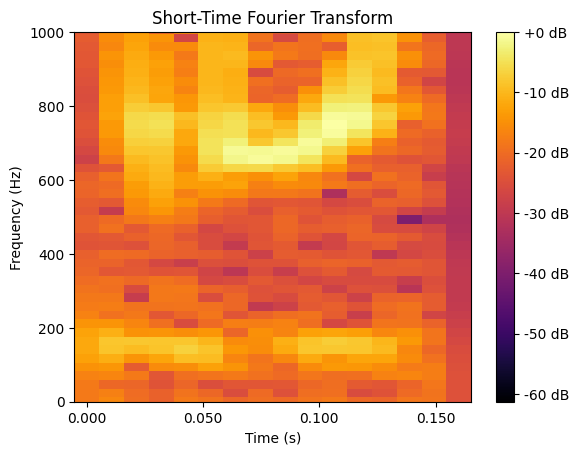 Short-Time Fourier Transform
1000
800
600
400
200
0
Frequency (Hz)
0.000
0.050
0.100
0.150
Time (s)
+0 dB
-10 dB
-20 dB
-30 dB
-40 dB
-50 dB
-60 dB